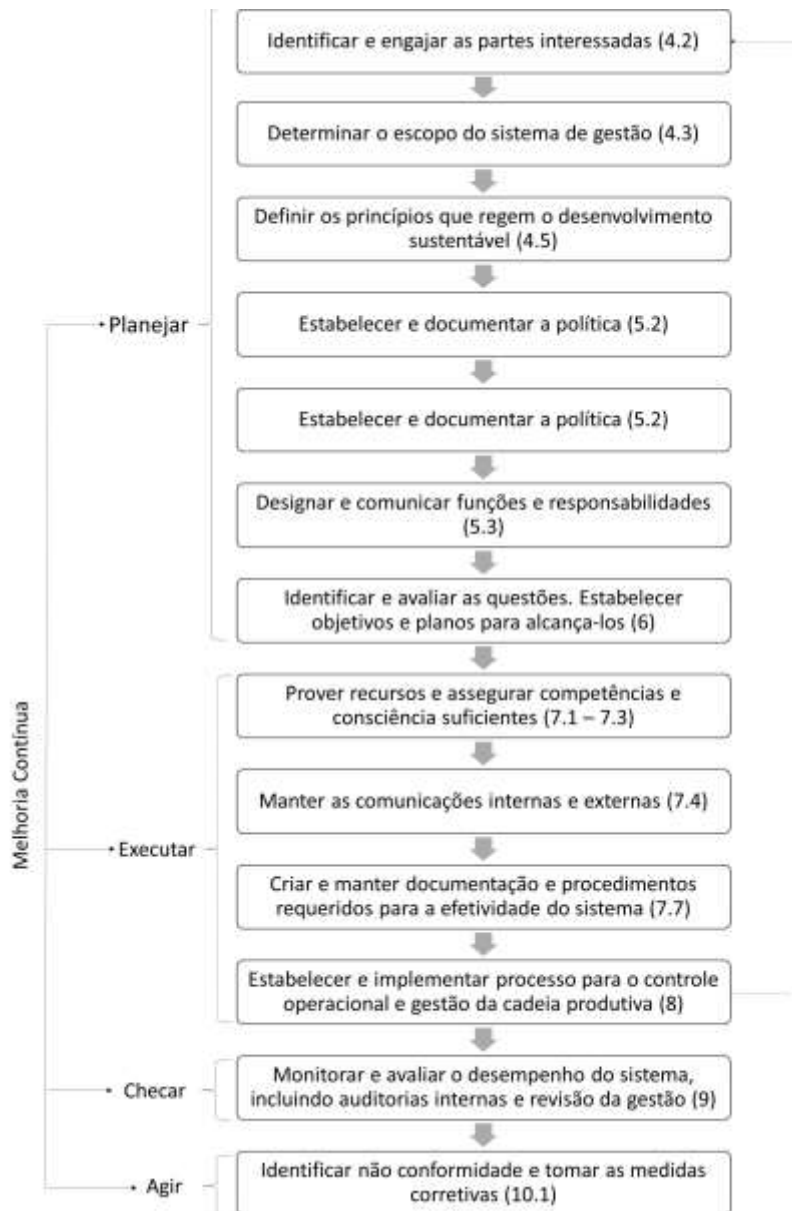 Identificar e engajar as partes interessadas (4.2)
Determinar o escopo do sistema de gestão (4.3)
Definir os princípios que regem o desenvolvimento
sustentável (4.5)
Planejar
Estabelecer e documentar a política (5.2)
Estabelecer e documentar a política (5.2)
Designar e comunicar funções e responsabilidades
(5.3)
Identificar e avaliar as questões. Estabelecer
objetivos e planos para alcança-los (6)
Melhoria Contínua
Prover recursos e assegurar competências e
consciência suficientes (7.1 – 7.3)
Manter as comunicações internas e externas (7.4)
Executar
Criar e manter documentação e procedimentos
requeridos para a efetividade do sistema (7.7)
Estabelecer e implementar processo para o controle
operacional e gestão da cadeia produtiva (8)
Checar
Monitorar e avaliar o desempenho do sistema,
incluindo auditorias internas e revisão da gestão (9)
Agir
Identificar não conformidade e tomar as medidas
corretivas (10.1)